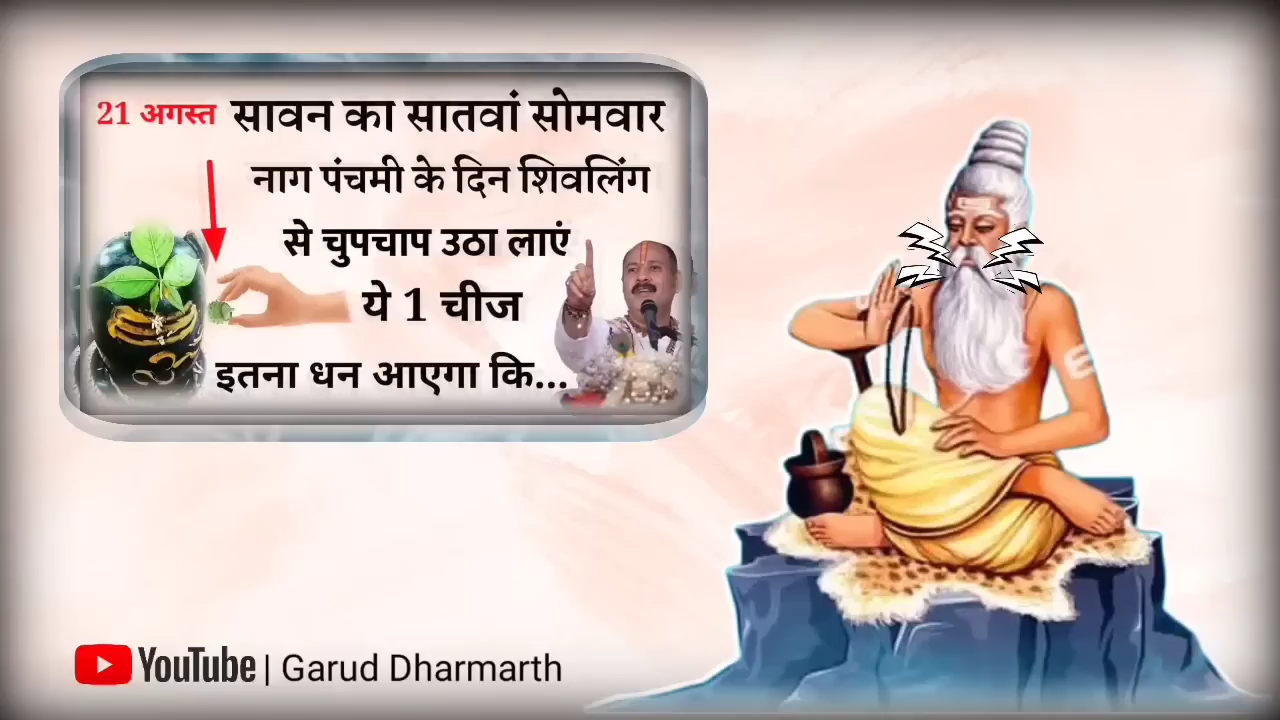 21 अगस्त सावन का सातवां सोमवार
नाग पंचमी के दिन शिवलिंग
से चुपचाप उठा लाएं
ये 1 चीज
इतना धन आएगा कि...
YouTube | Garud Dharmarth